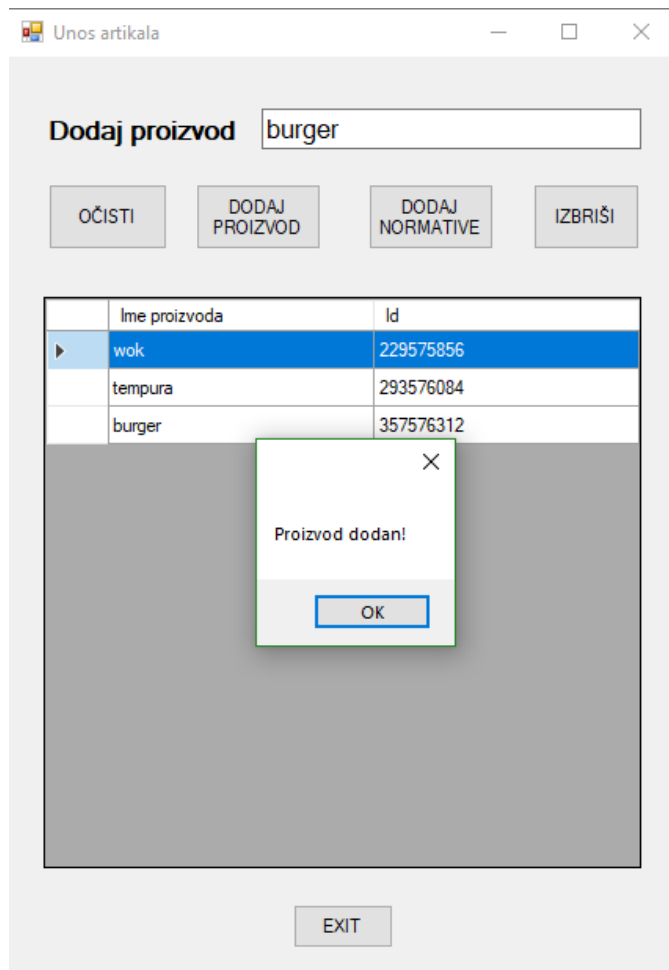 Unos artikala
Dodaj proizvod burger
OČISTI
DODAJ
PROIZVOD
DODAJ
NORMATIVE
IZBRIŠI
Ime proizvoda Id
wok 229575856
tempura 293576084
burger 357576312
Proizvod dodan!
OK
EXIT